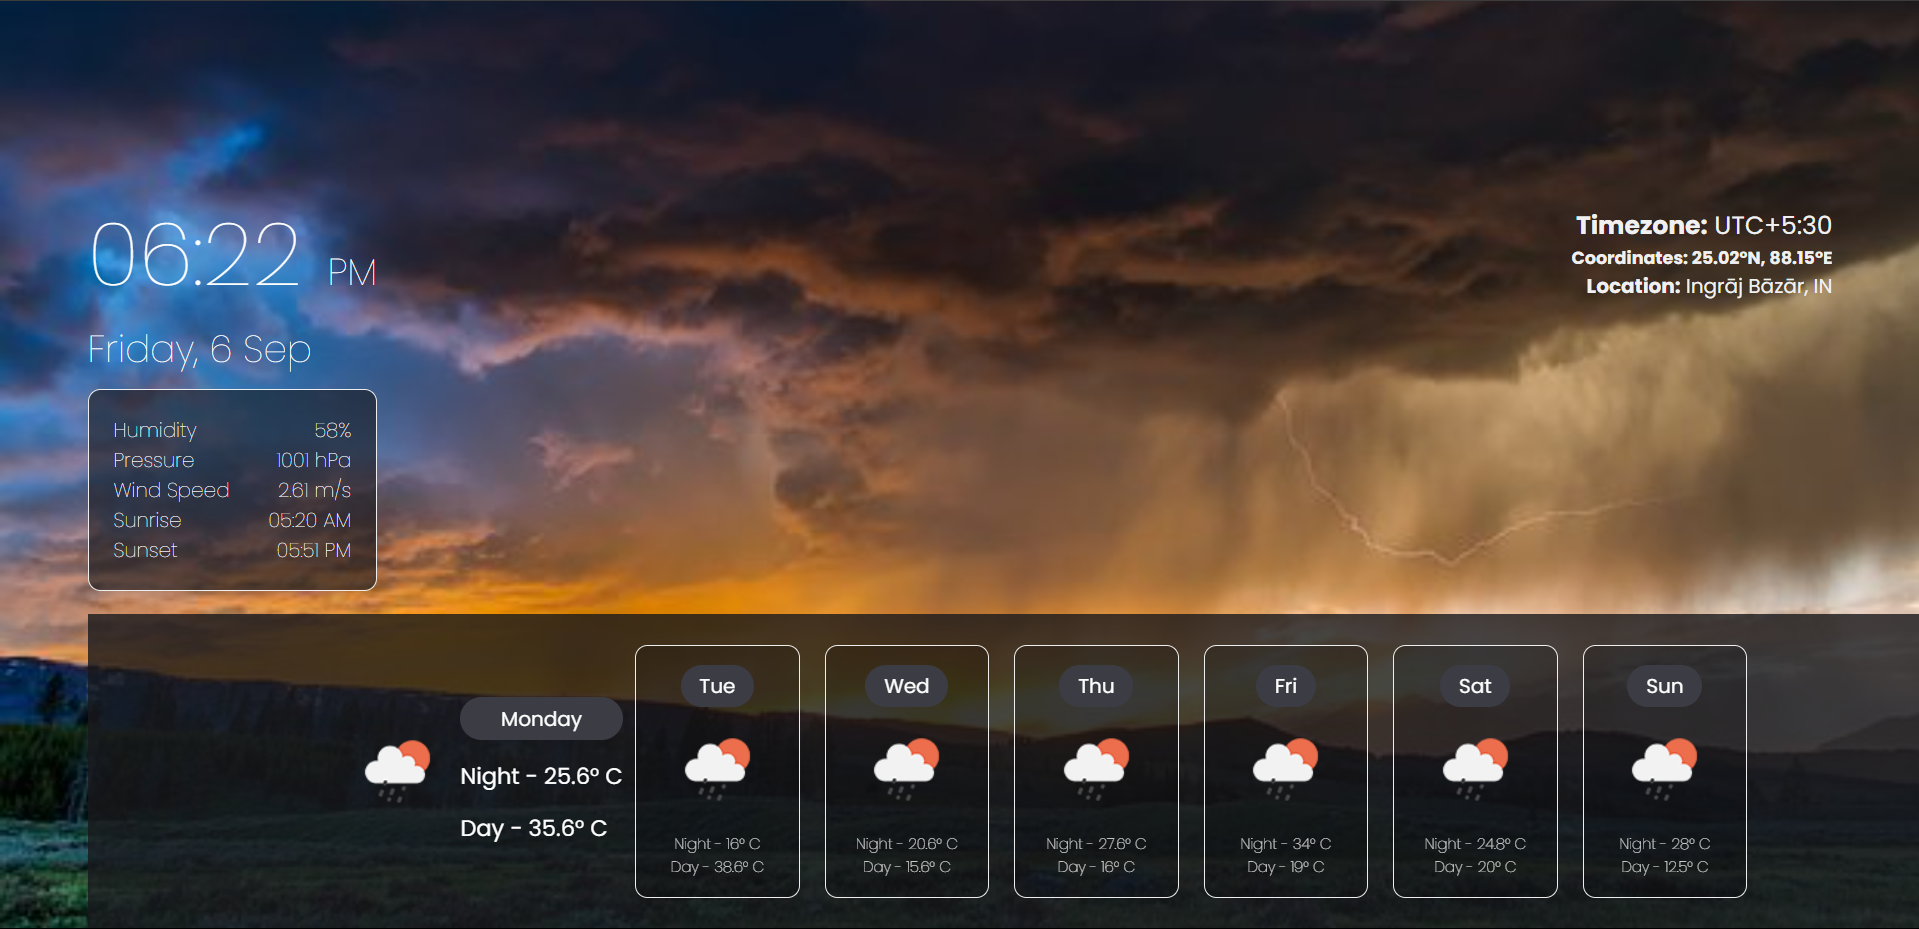 06:22 PM
Friday, 6 Sep
Humidity 58%
Pressure 1001 hPa
Wind Speed 2.61 m/s
Sunrise 05:20 AM
Sunset 05:51 PM
Timezone: UTC+5:30
Coordinates: 25.02°N, 88.15°E
Location: Ingrāj Bāzār, IN
Monday
Night - 25.6° C
Day - 35.6° C
Tue
Night - 16° C
Day - 38.6° C
Wed
Night - 20.6° C
Day - 15.6° C
Thu
Night - 27.6° C
Day - 16° C
Fri
Night - 34° C
Day - 19° C
Sat
Night - 24.8° C
Day - 20° C
Sun
Night - 28° C
Day - 12.5° C